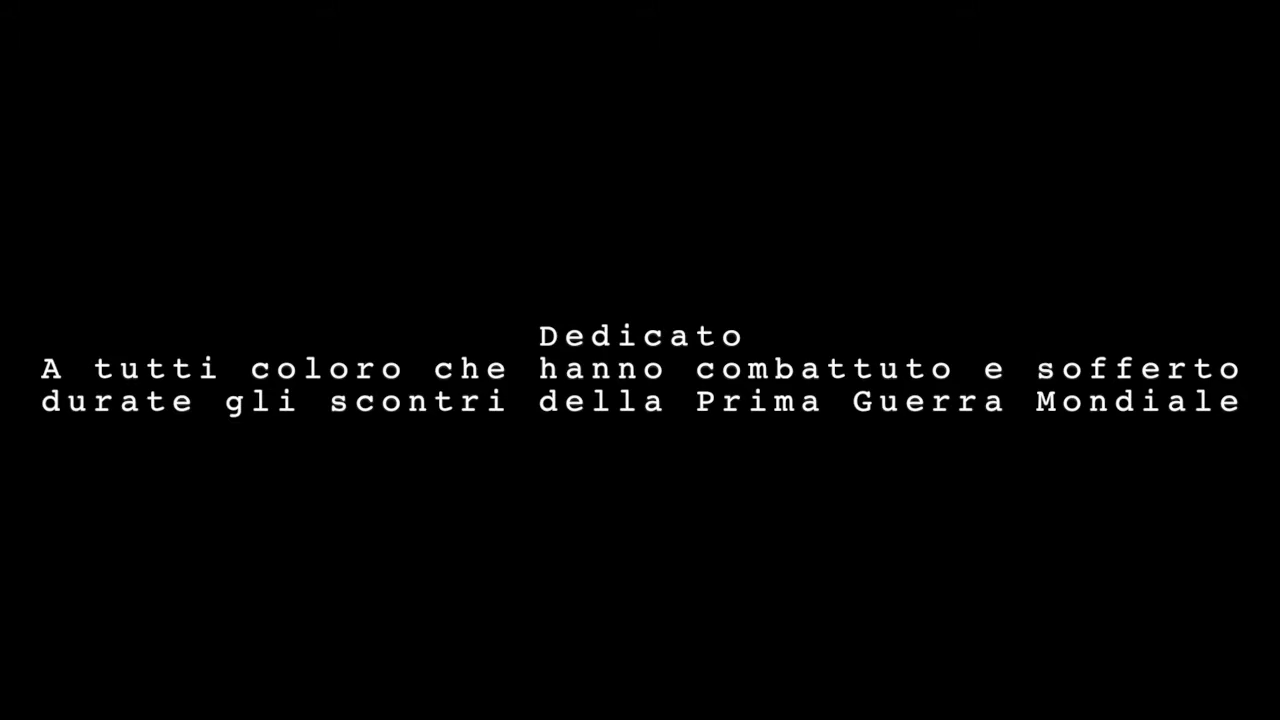 Dedicato
A tutti coloro che hanno combattuto e sofferto
durate gli scontri della Prima Guerra Mondiale